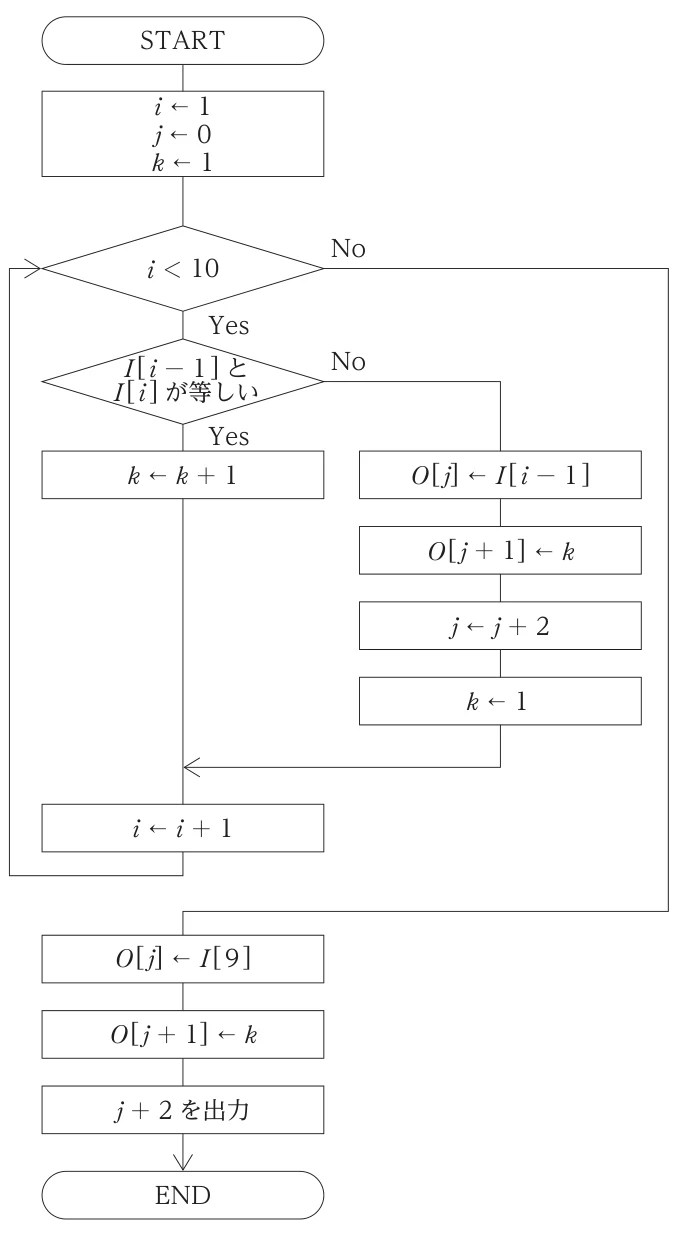 START
i ← 1
j ← 0
k ← 1
i < 10
No
Yes
I[i − 1] と
I[i] が等しい
No
Yes
k ← k + 1
O[j] ← I[i − 1]
O[j + 1] ← k
j ← j + 2
k ← 1
i ← i + 1
O[j] ← I[9]
O[j + 1] ← k
j + 2 を出力
END